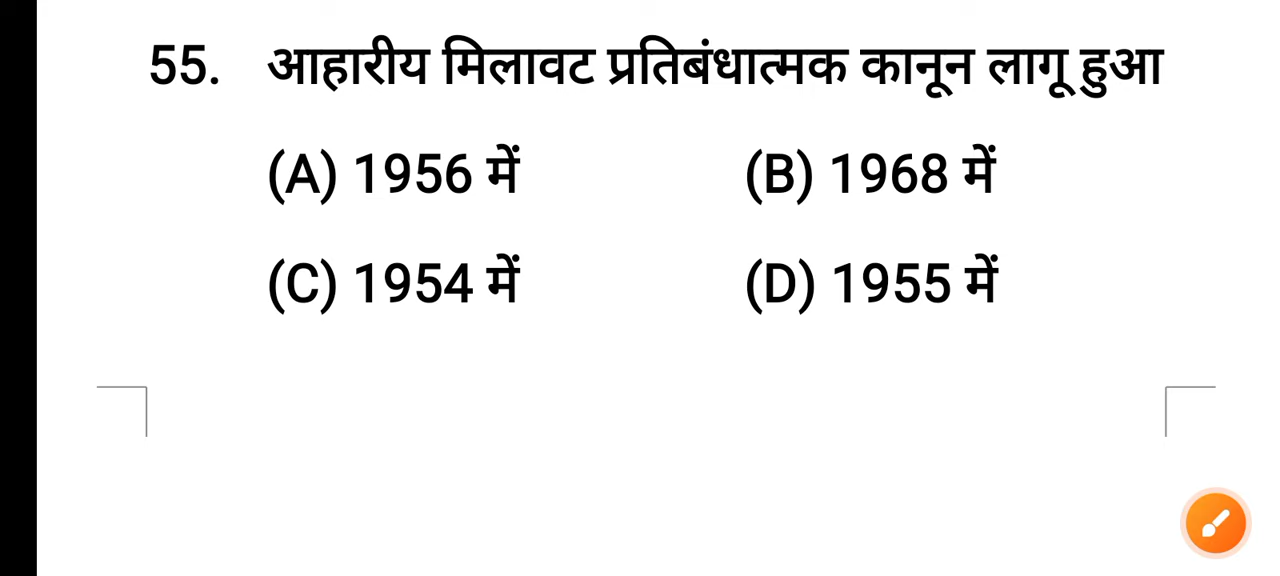 55. आहारीय मिलावट प्रतिबंधात्मक कानून लागू हुआ
(A) 1956 में (B) 1968 में
(C) 1954 में (D) 1955 में